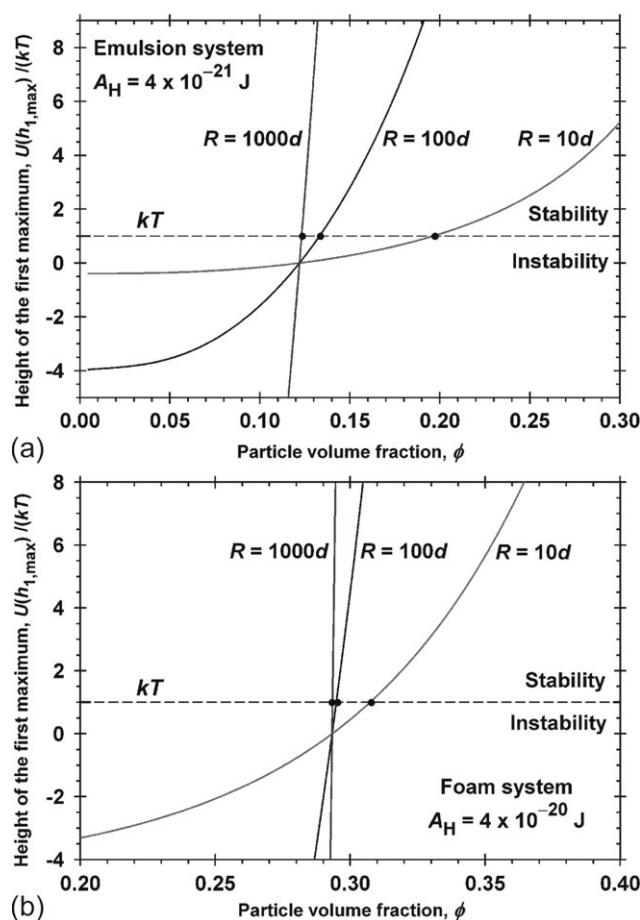 Height of the first maximum, U(h1,max)/(kT)
8
6
4
2
0
-2
-4
Emulsion system
AH = 4 x 10−21 J
R = 1000d
R = 100d
R = 10d
kT
Stability
Instability
0.00 0.05 0.10 0.15 0.20 0.25 0.30
(a)
Particle volume fraction, ϕ
Height of the first maximum, U(h1,max)/(kT)
8
6
4
2
0
-2
-4
R = 1000d
R = 100d
R = 10d
kT
Stability
Instability
Foam system
AH = 4 x 10−20 J
0.20 0.25 0.30 0.35 0.40
(b)
Particle volume fraction, ϕ